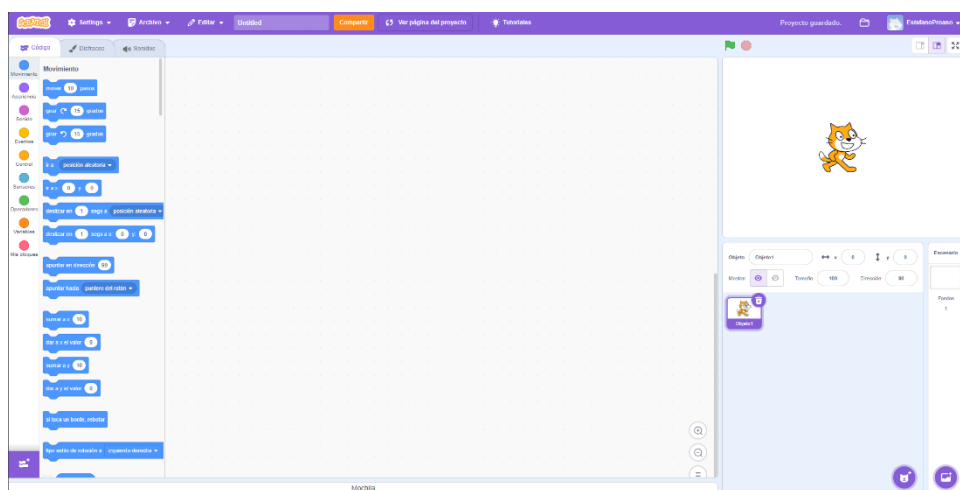 SCRATCH
Settings Archivo Editar Untitled Compartir Ver página del proyecto Tutoriales Proyecto guardado. EstefanoProano
Código Disfraces Sonidos
Movimiento
Apariencia
Sonido
Eventos
Control
Sensores
Operadores
Variables
Mis bloques
Movimiento
mover 10 pasos
girar 15 grados
girar 15 grados
ir a posición aleatoria
ir a x: 0 y: 0
deslizar en 1 segs a posición aleatoria
deslizar en 1 segs a x: 0 y: 0
apuntar en dirección 90
apuntar hacia puntero del ratón
sumar a x 10
dar a x el valor 0
sumar a y 10
dar a y el valor 0
si toca un borde, rebotar
fijar estilo de rotación a izquierda-derecha
Objeto Objeto1 x 0 y 0
Mostrar Tamaño 100 Dirección 90
Objeto1
Escenario
Fondos
1
Mochila